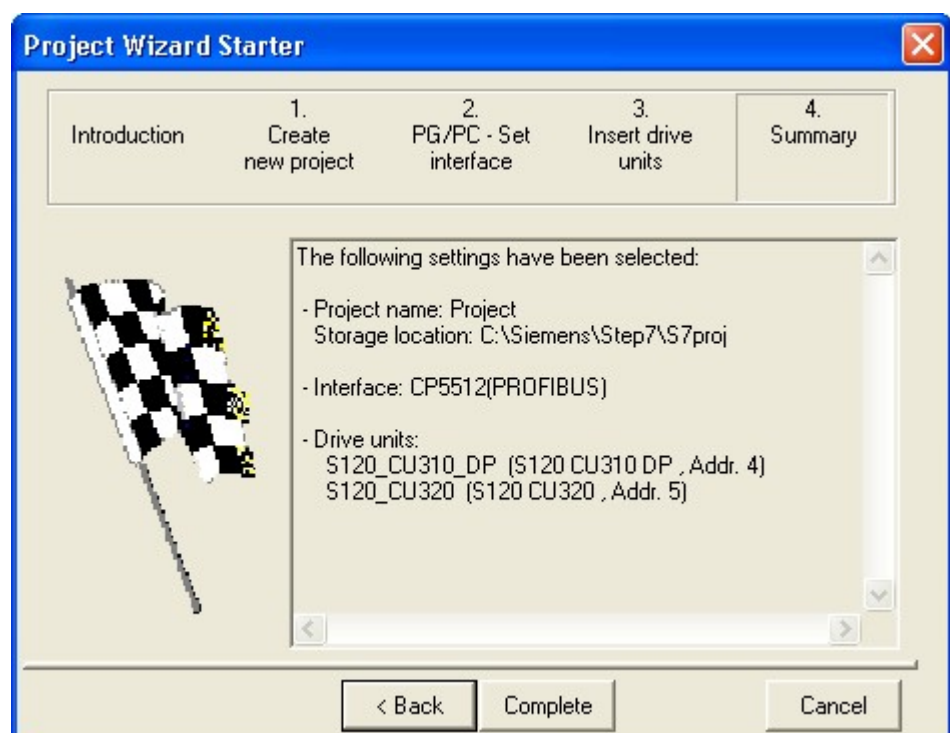 Project Wizard Starter
Introduction
1.
Create
new project
2.
PG/PC - Set
interface
3.
Insert drive
units
4.
Summary
The following settings have been selected:
- Project name: Project
Storage location: C:\Siemens\Step7\S7proj
- Interface: CP5512(PROFIBUS)
- Drive units:
S120_CU310_DP (S120 CU310 DP , Addr. 4)
S120_CU320 (S120 CU320 , Addr. 5)
< Back
Complete
Cancel